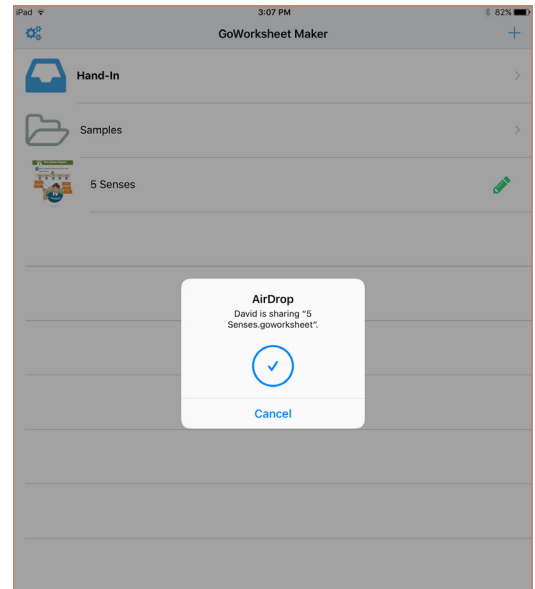 iPad 3:07 PM 82%
GoWorksheet Maker
Hand-In
Samples
5 Senses
AirDrop
David is sharing “5
Senses.goworksheet”.
Cancel